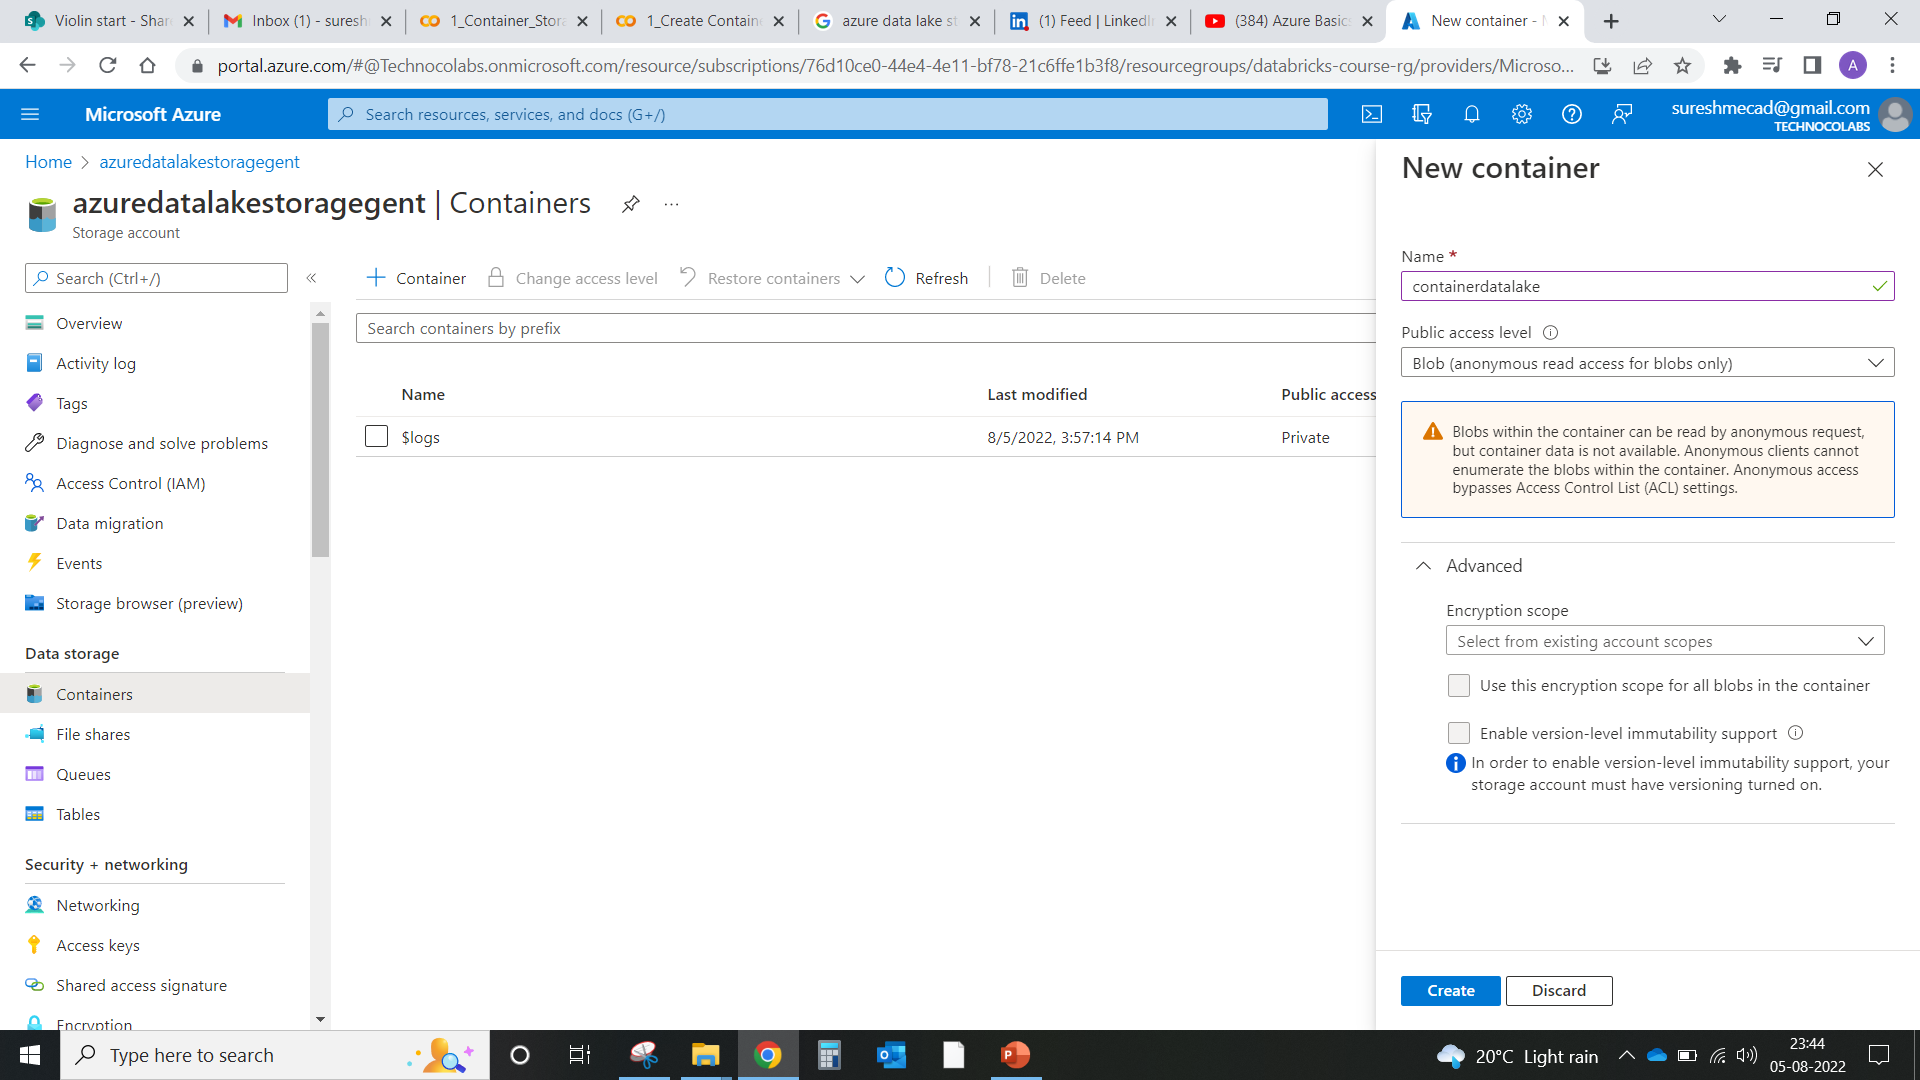 Violin start - Shar
Inbox (1) - suresh
1_Container_Stora
1_Create Containe
azure data lake st
(1) Feed | LinkedIn
(384) Azure Basics
New container - M
portal.azure.com/#@Technocolabs.onmicrosoft.com/resource/subscriptions/76d10ce0-44e4-4e11-bf78-21c6ffe1b3f8/resourcegroups/databricks-course-rg/providers/Microso...
A
Microsoft Azure
Search resources, services, and docs (G+/)
sureshmecad@gmail.com
TECHNOCOLABS
Home > azuredatalakestoragegent
azuredatalakestoragegent | Containers
Storage account
Search (Ctrl+/)
Overview
Activity log
Tags
Diagnose and solve problems
Access Control (IAM)
Data migration
Events
Storage browser (preview)
Data storage
Containers
File shares
Queues
Tables
Security + networking
Networking
Access keys
Shared access signature
Encryption
Container
Change access level
Restore containers
Refresh
Delete
Search containers by prefix
Name Last modified Public access
$logs 8/5/2022, 3:57:14 PM Private
New container
Name *
containerdatalake
Public access level
Blob (anonymous read access for blobs only)
Blobs within the container can be read by anonymous request,
but container data is not available. Anonymous clients cannot
enumerate the blobs within the container. Anonymous access
bypasses Access Control List (ACL) settings.
Advanced
Encryption scope
Select from existing account scopes
Use this encryption scope for all blobs in the container
Enable version-level immutability support
In order to enable version-level immutability support, your
storage account must have versioning turned on.
Create
Discard
Type here to search
20°C Light rain
23:44
05-08-2022